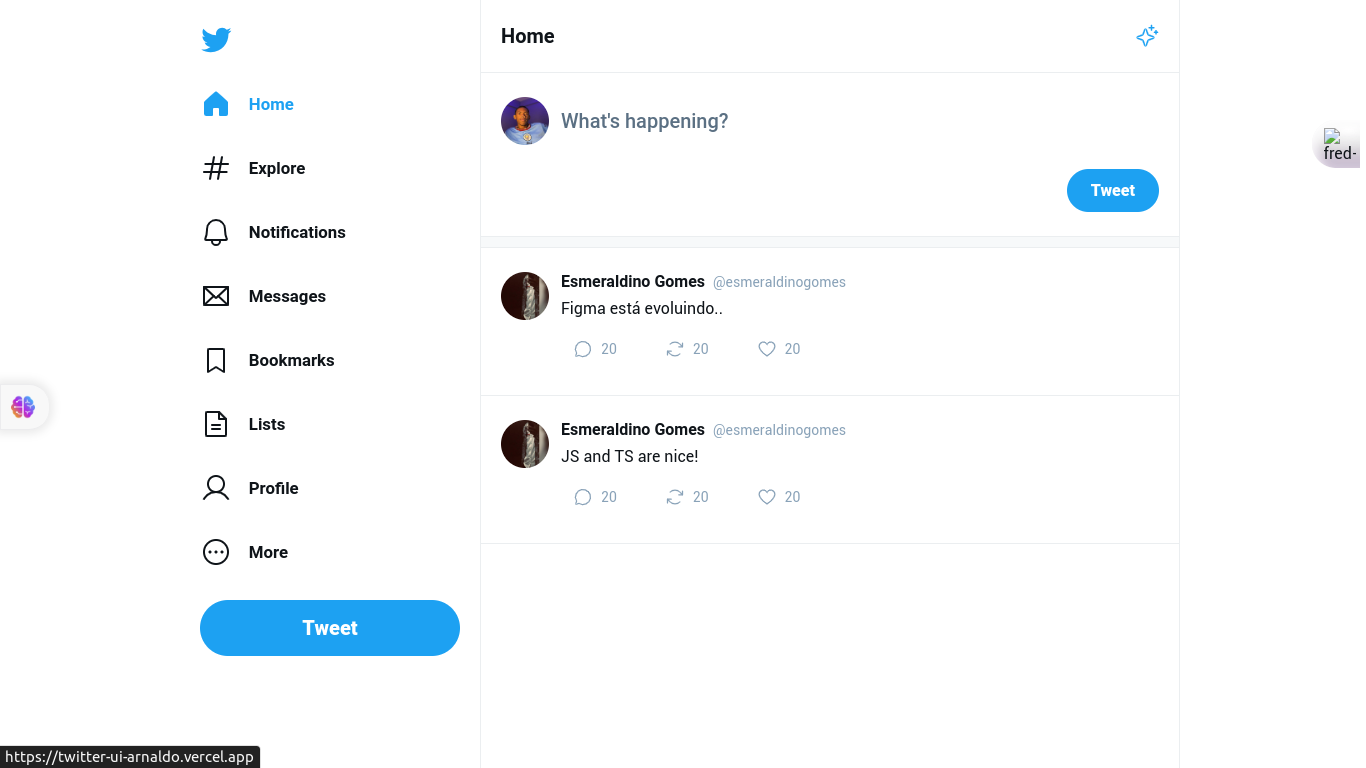 Home
Home
Explore
Notifications
Messages
Bookmarks
Lists
Profile
More
Tweet
What's happening?
Tweet
Esmeraldino Gomes @esmeraldinogomes
Figma está evoluindo..
20 20 20
Esmeraldino Gomes @esmeraldinogomes
JS and TS are nice!
20 20 20
fred-
https://twitter-ui-arnaldo.vercel.app